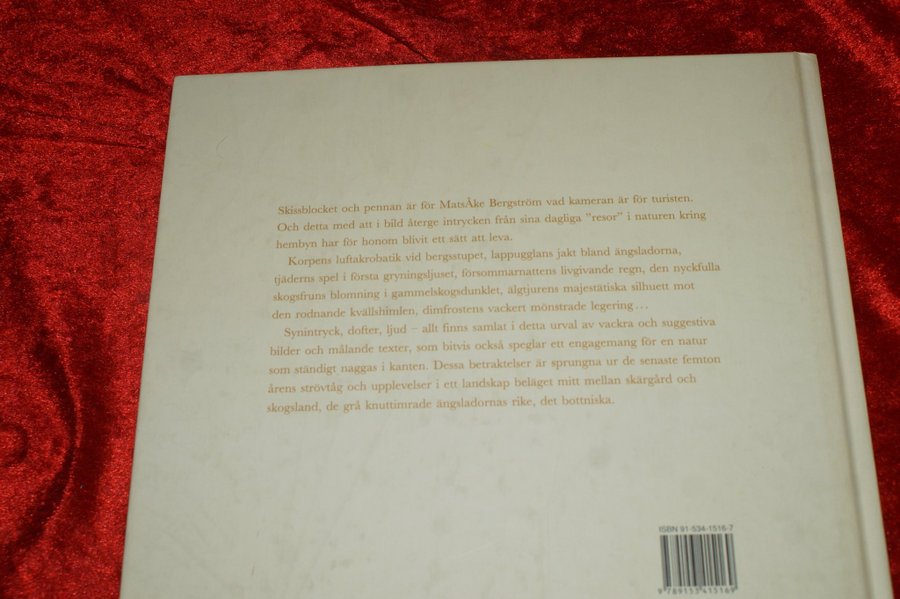 Skissblocket och pennan är för MatsÅke Bergström vad kameran är för turisten.
Och detta med att i bild återge intrycken från sina dagliga ”resor” i naturen kring
hembyn har för honom blivit ett sätt att leva.
Korpens luftakrobatik vid bergsstupet, lappugglans jakt bland ängsladorna,
tjäderns spel i första gryningsljuset, försommarnattens livgivande regn, den nyckfulla
skogsfruns blomning i gammelskogsdunklet, älgtjurens majestätiska silhuett mot
den rodnande kvällshimlen, dimfrostens vackert mönstrade legering...
Synintryck, dofter, ljud – allt finns samlat i detta urval av vackra och suggestiva
bilder och målande texter, som bitvis också speglar ett engagemang för en natur
som ständigt naggas i kanten. Dessa betraktelser är sprungna ur de senaste femton
årens strövtåg och upplevelser i ett landskap beläget mitt mellan skärgård och
skogsland, de grå knuttimrade ängsladornas rike, det bottniska.
ISBN 91-534-1516-7
9 789153 415169